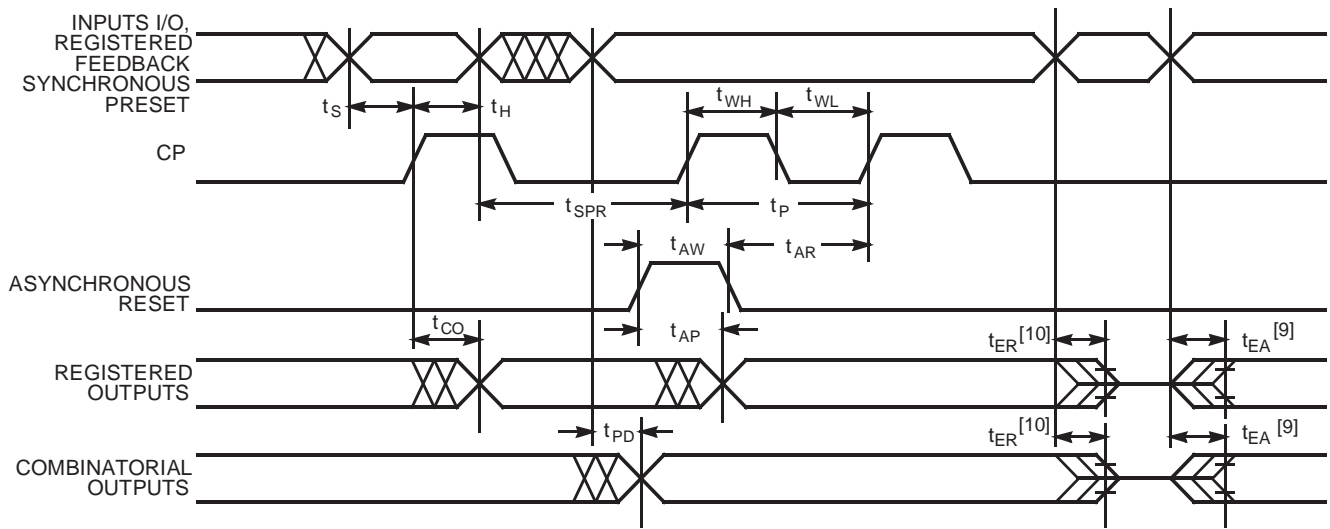 INPUTS I/O,
REGISTERED
FEEDBACK
SYNCHRONOUS
PRESET
tS
tH
tWH
tWL
CP
tSPR
tP
tAW
tAR
ASYNCHRONOUS
RESET
tCO
tAP
tER[10]
tEA[9]
REGISTERED
OUTPUTS
tPD
tER[10]
tEA[9]
COMBINATORIAL
OUTPUTS